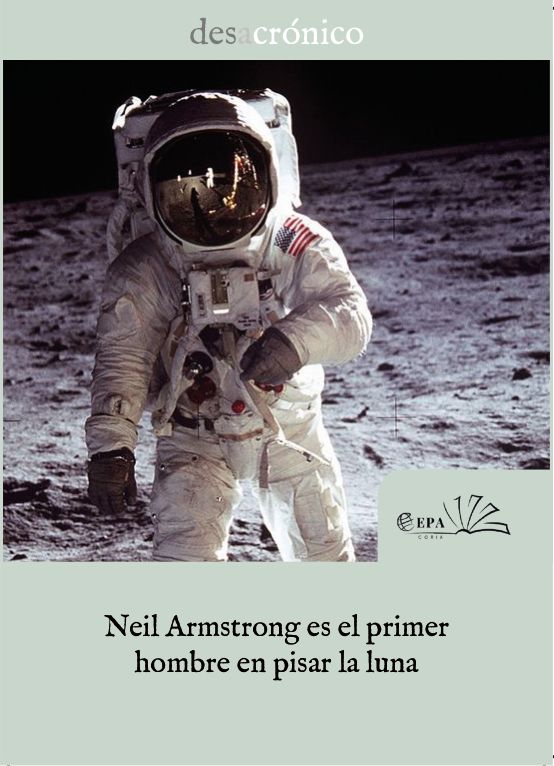 desacrónico
EPA
CORIA
Neil Armstrong es el primer
hombre en pisar la luna